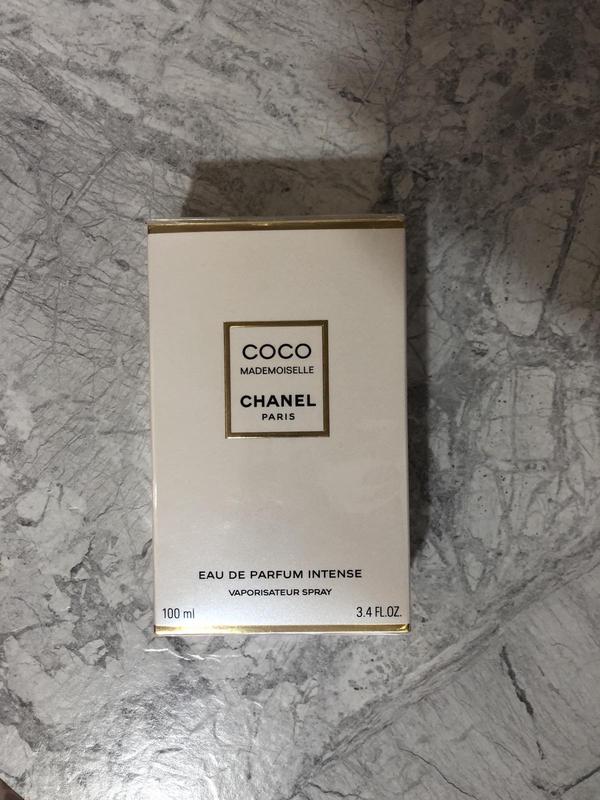 COCO
MADEMOISELLE
CHANEL
PARIS
EAU DE PARFUM INTENSE
VAPORISATEUR SPRAY
100 ml 3.4 FL.OZ.